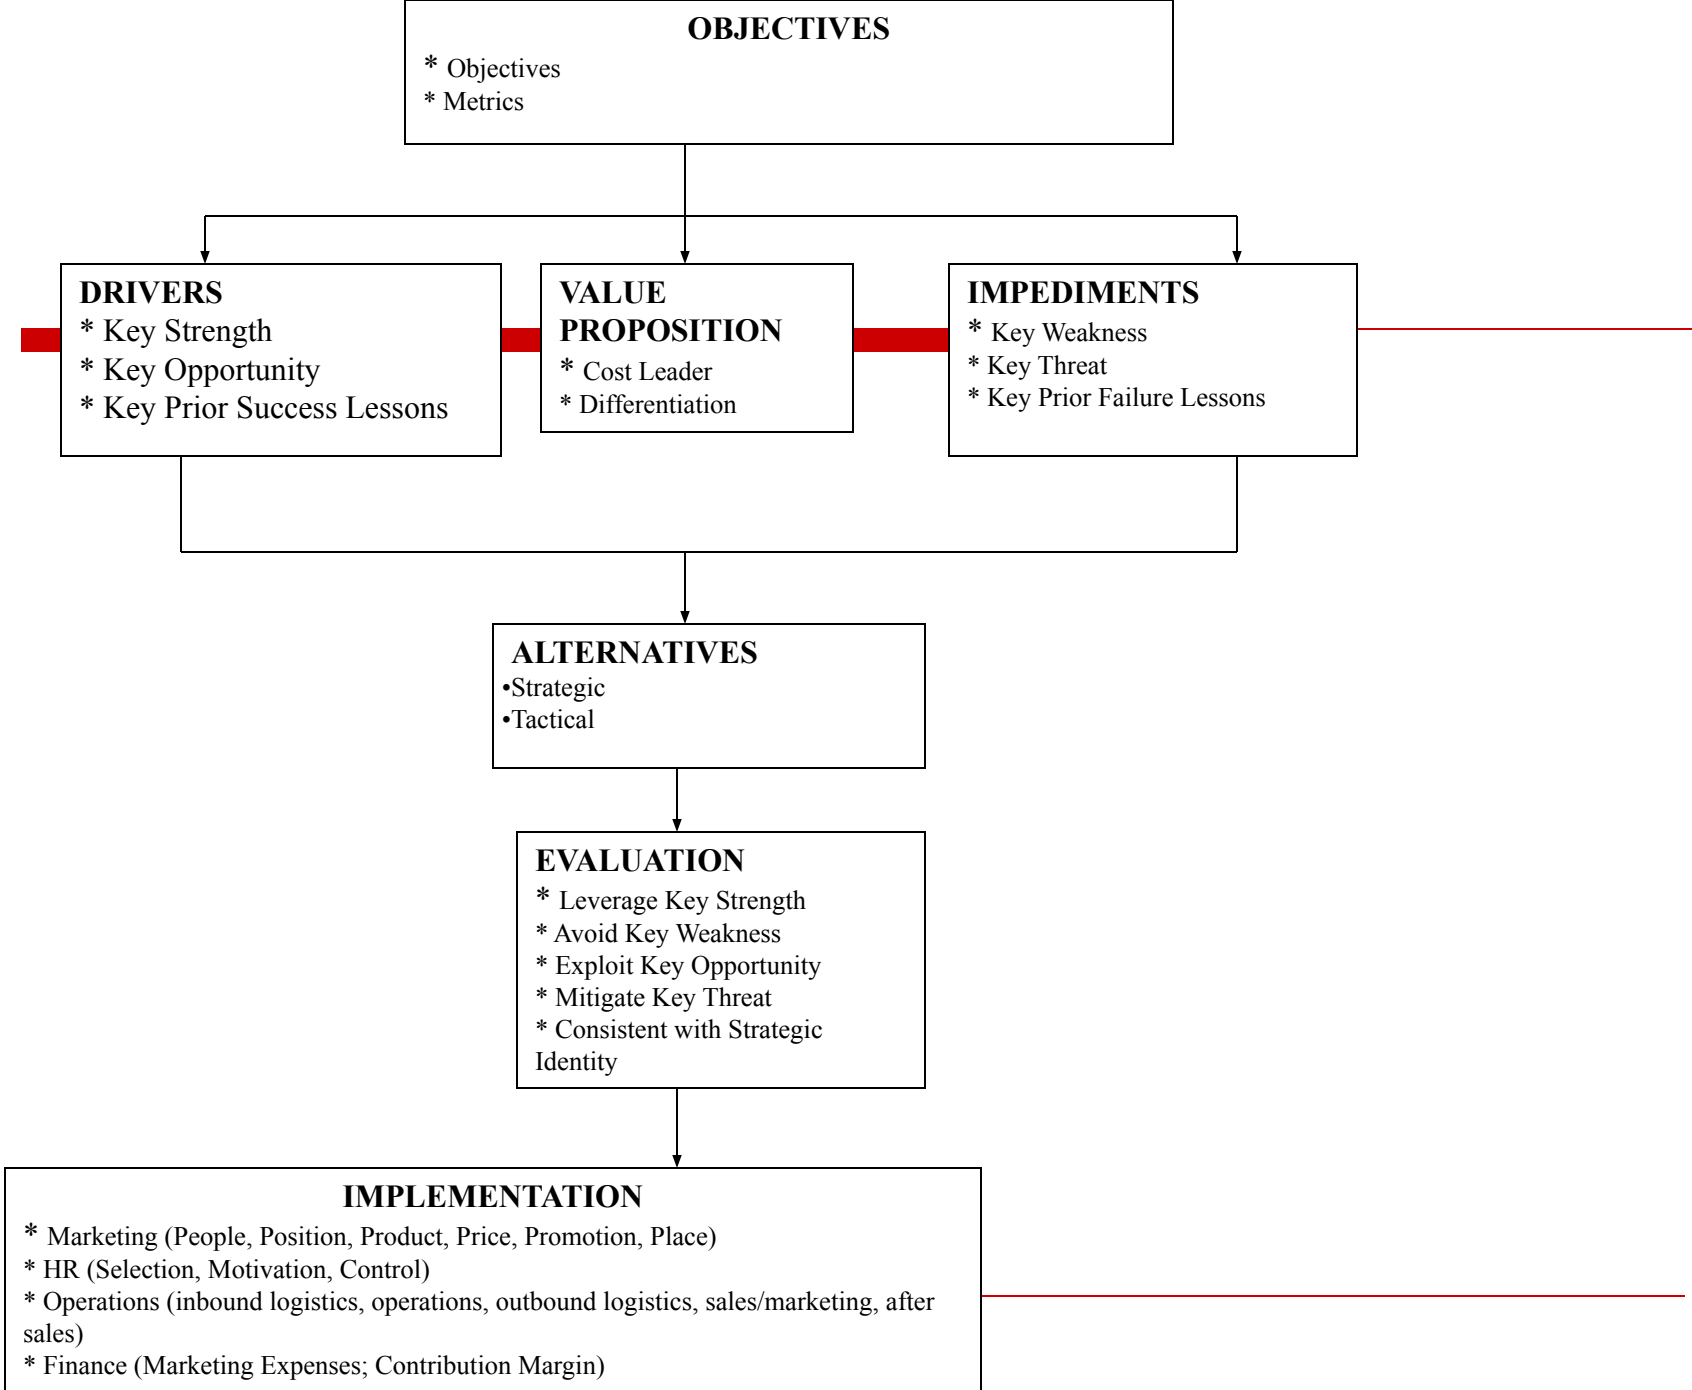 OBJECTIVES
* Objectives
* Metrics
DRIVERS
* Key Strength
* Key Opportunity
* Key Prior Success Lessons
VALUE
PROPOSITION
* Cost Leader
* Differentiation
IMPEDIMENTS
* Key Weakness
* Key Threat
* Key Prior Failure Lessons
ALTERNATIVES
•Strategic
•Tactical
EVALUATION
* Leverage Key Strength
* Avoid Key Weakness
* Exploit Key Opportunity
* Mitigate Key Threat
* Consistent with Strategic
Identity
IMPLEMENTATION
* Marketing (People, Position, Product, Price, Promotion, Place)
* HR (Selection, Motivation, Control)
* Operations (inbound logistics, operations, outbound logistics, sales/marketing, after
sales)
* Finance (Marketing Expenses; Contribution Margin)